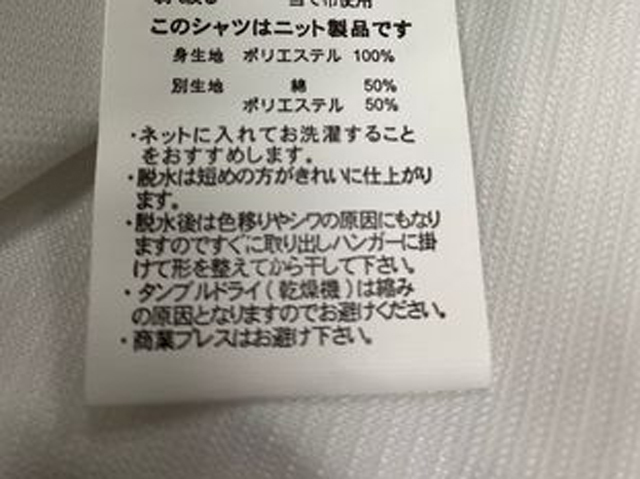 当て布使用
このシャツはニット製品です
身生地 ポリエステル 100%
別生地 綿 50%
ポリエステル 50%
・ネットに入れてお洗濯すること
をおすすめします。
・脱水は短めの方がきれいに仕上がり
ます。
・脱水後は色移りやシワの原因にもなり
ますのですぐに取り出しハンガーに掛
けて形を整えてから干して下さい。
・タンブルドライ(乾燥機)は縮み
の原因となりますのでお避けください。
・商業プレスはお避け下さい。